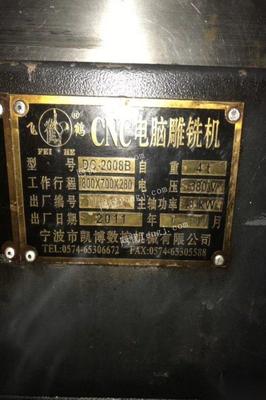 飞鹤®
FEI HE
CNC电脑雕铣机
型号 DC-2008B 自重 4t
工作行程 800X700X280 电压 380V
出厂编号 主轴功率 KW
出厂日期 2011 年 月
宁波市凯博数控机械有限公司
TEL:0574-65306672 FAX:0574-65305588